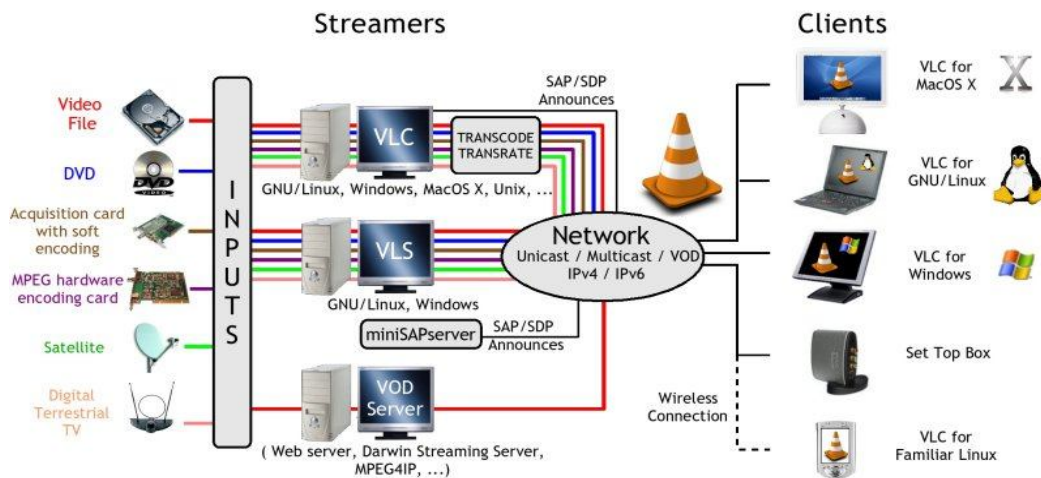 Streamers
Clients
Video
File
DVD
DVD
VIDEO
Acquisition card
with soft
encoding
MPEG hardware
encoding card
Satellite
Digital
Terrestrial
TV
INPUTS
VLC
TRANSCODE
TRANSRATE
SAP/SDP
Announces
GNU/Linux, Windows, MacOS X, Unix, ...
VLS
GNU/Linux, Windows
Network
Unicast / Multicast / VOD
IPv4 / IPv6
miniSAPserver
SAP/SDP
Announces
VOD
Server
( Web server, Darwin Streaming Server,
MPEG4IP, ...)
VLC for
MacOS X
X
VLC for
GNU/Linux
VLC for
Windows
Set Top Box
Wireless
Connection
VLC for
Familiar Linux